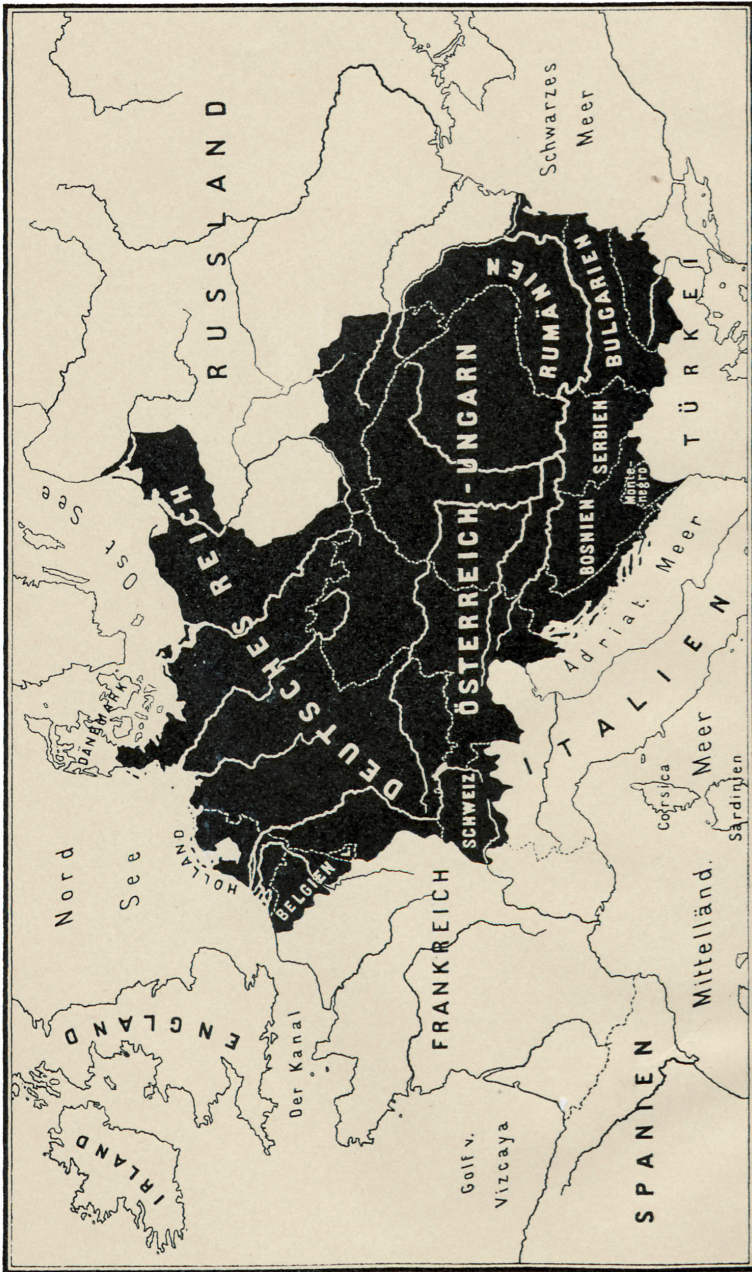 IRLAND
ENGLAND
Nord
See
DÄNEMARK
Ost See
RUSSLAND
HOLLAND
BELGIEN
DEUTSCHES REICH
Der Kanal
FRANKREICH
SCHWEIZ
ÖSTERREICH-UNGARN
RUMÄNIEN
Schwarzes
Meer
BOSNIEN
SERBIEN
BULGARIEN
Monte-
negro
Golf v.
Vizcaya
ITALIEN
Adriat. Meer
TÜRKEI
SPANIEN
Mittelländ. Meer
Corsica
Sardinien